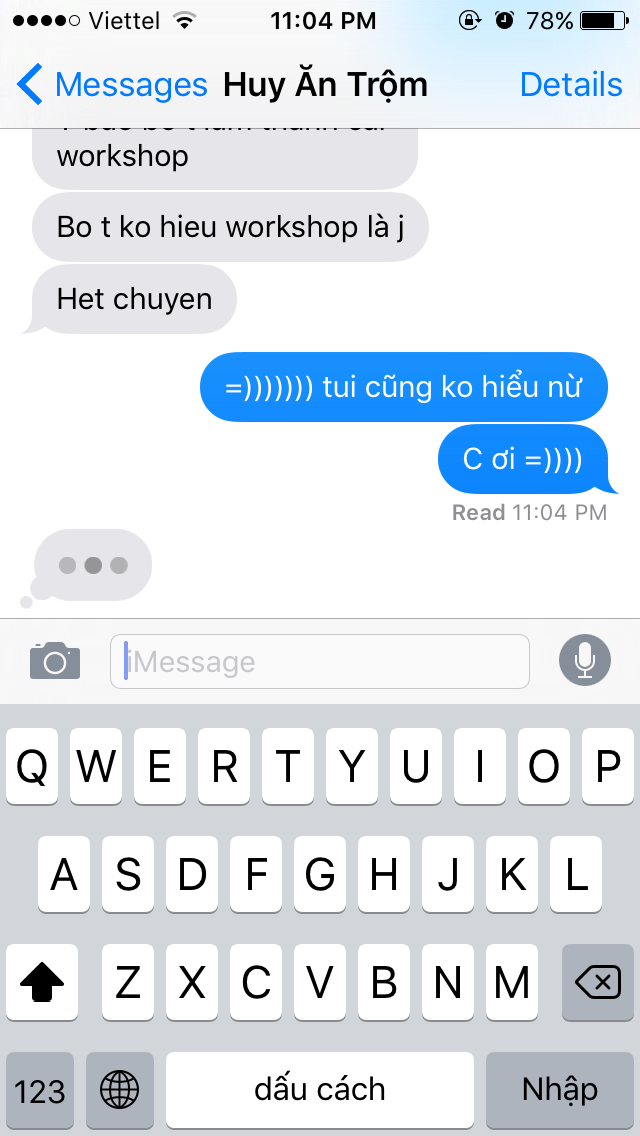 Viettel 11:04 PM 78%
Messages Huy Ăn Trộm Details
workshop
Bo t ko hieu workshop là j
Het chuyen
=))))))) tui cũng ko hiểu nừ
C ơi =))))
Read 11:04 PM
iMessage
Q W E R T Y U I O P
A S D F G H J K L
Z X C V B N M
123 dấu cách Nhập